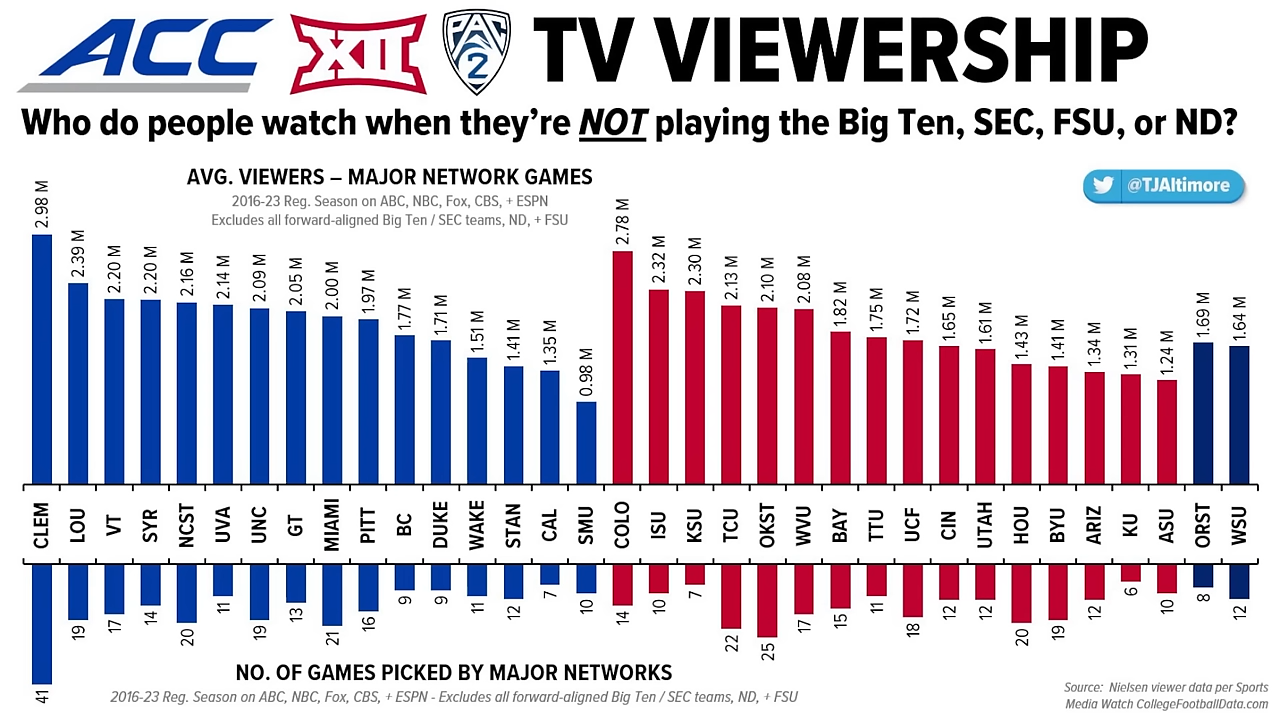 ACC XII PAC 2 TV VIEWERSHIP
Who do people watch when they're NOT playing the Big Ten, SEC, FSU, or ND?
AVG. VIEWERS – MAJOR NETWORK GAMES
2016-23 Reg. Season on ABC, NBC, Fox, CBS, + ESPN
Excludes all forward-aligned Big Ten / SEC teams, ND, + FSU
@TJAltimore
2.98 M 2.39 M 2.20 M 2.20 M 2.16 M 2.14 M 2.09 M 2.05 M 2.00 M 1.97 M 1.77 M 1.71 M 1.51 M 1.41 M 1.35 M 0.98 M 2.78 M 2.32 M 2.30 M 2.13 M 2.10 M 2.08 M 1.82 M 1.75 M 1.72 M 1.65 M 1.61 M 1.43 M 1.41 M 1.34 M 1.31 M 1.24 M 1.69 M 1.64 M
CLEM LOU VT SYR NCST UVA UNC GT MIAMI PITT BC DUKE WAKE STAN CAL SMU COLO ISU KSU TCU OKST WVU BAY TTU UCF CIN UTAH HOU BYU ARIZ KU ASU ORST WSU
41 19 17 14 20 11 19 13 21 16 9 9 11 12 7 10 14 10 7 22 25 17 15 11 18 12 12 20 19 12 6 10 8 12
NO. OF GAMES PICKED BY MAJOR NETWORKS
2016-23 Reg. Season on ABC, NBC, Fox, CBS, + ESPN - Excludes all forward-aligned Big Ten / SEC teams, ND, + FSU
Source: Nielsen viewer data per Sports
Media Watch CollegeFootballData.com